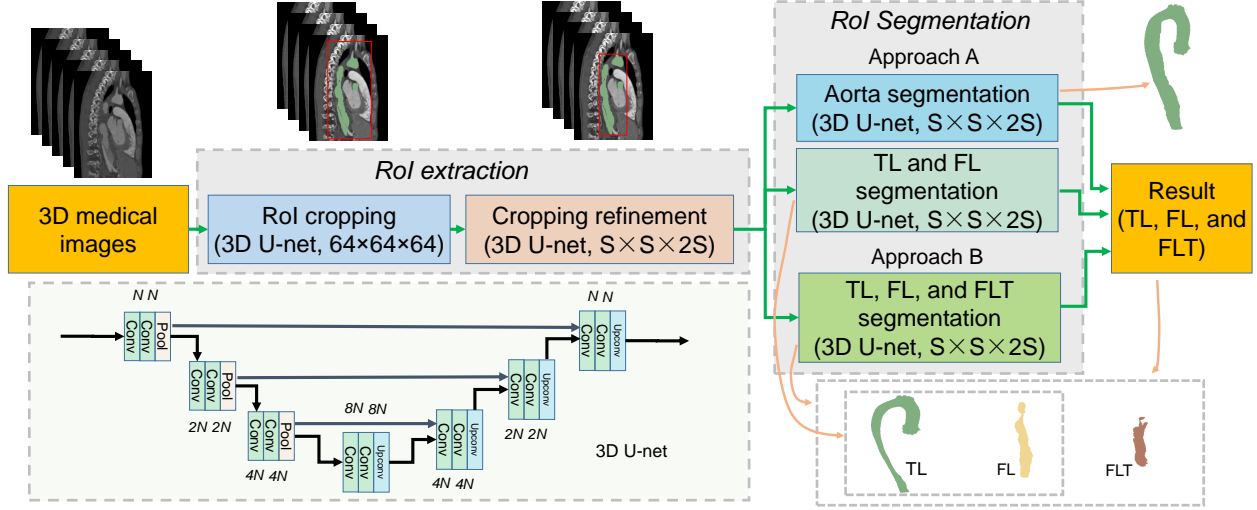 RoI Segmentation
Approach A
Aorta segmentation
(3D U-net, S×S×2S)
TL and FL
segmentation
(3D U-net, S×S×2S)
Approach B
TL, FL, and FLT
segmentation
(3D U-net, S×S×2S)
RoI extraction
3D medical
images
RoI cropping
(3D U-net, 64×64×64)
Cropping refinement
(3D U-net, S×S×2S)
Result
(TL, FL, and
FLT)
N N
Conv
Conv
Pool
2N 2N
Conv
Conv
Pool
4N 4N
Conv
Conv
Pool
8N 8N
Conv
Conv
Upconv
4N 4N
Conv
Conv
Upconv
2N 2N
Conv
Conv
Upconv
N N
Conv
Conv
Upconv
3D U-net
TL
FL
FLT